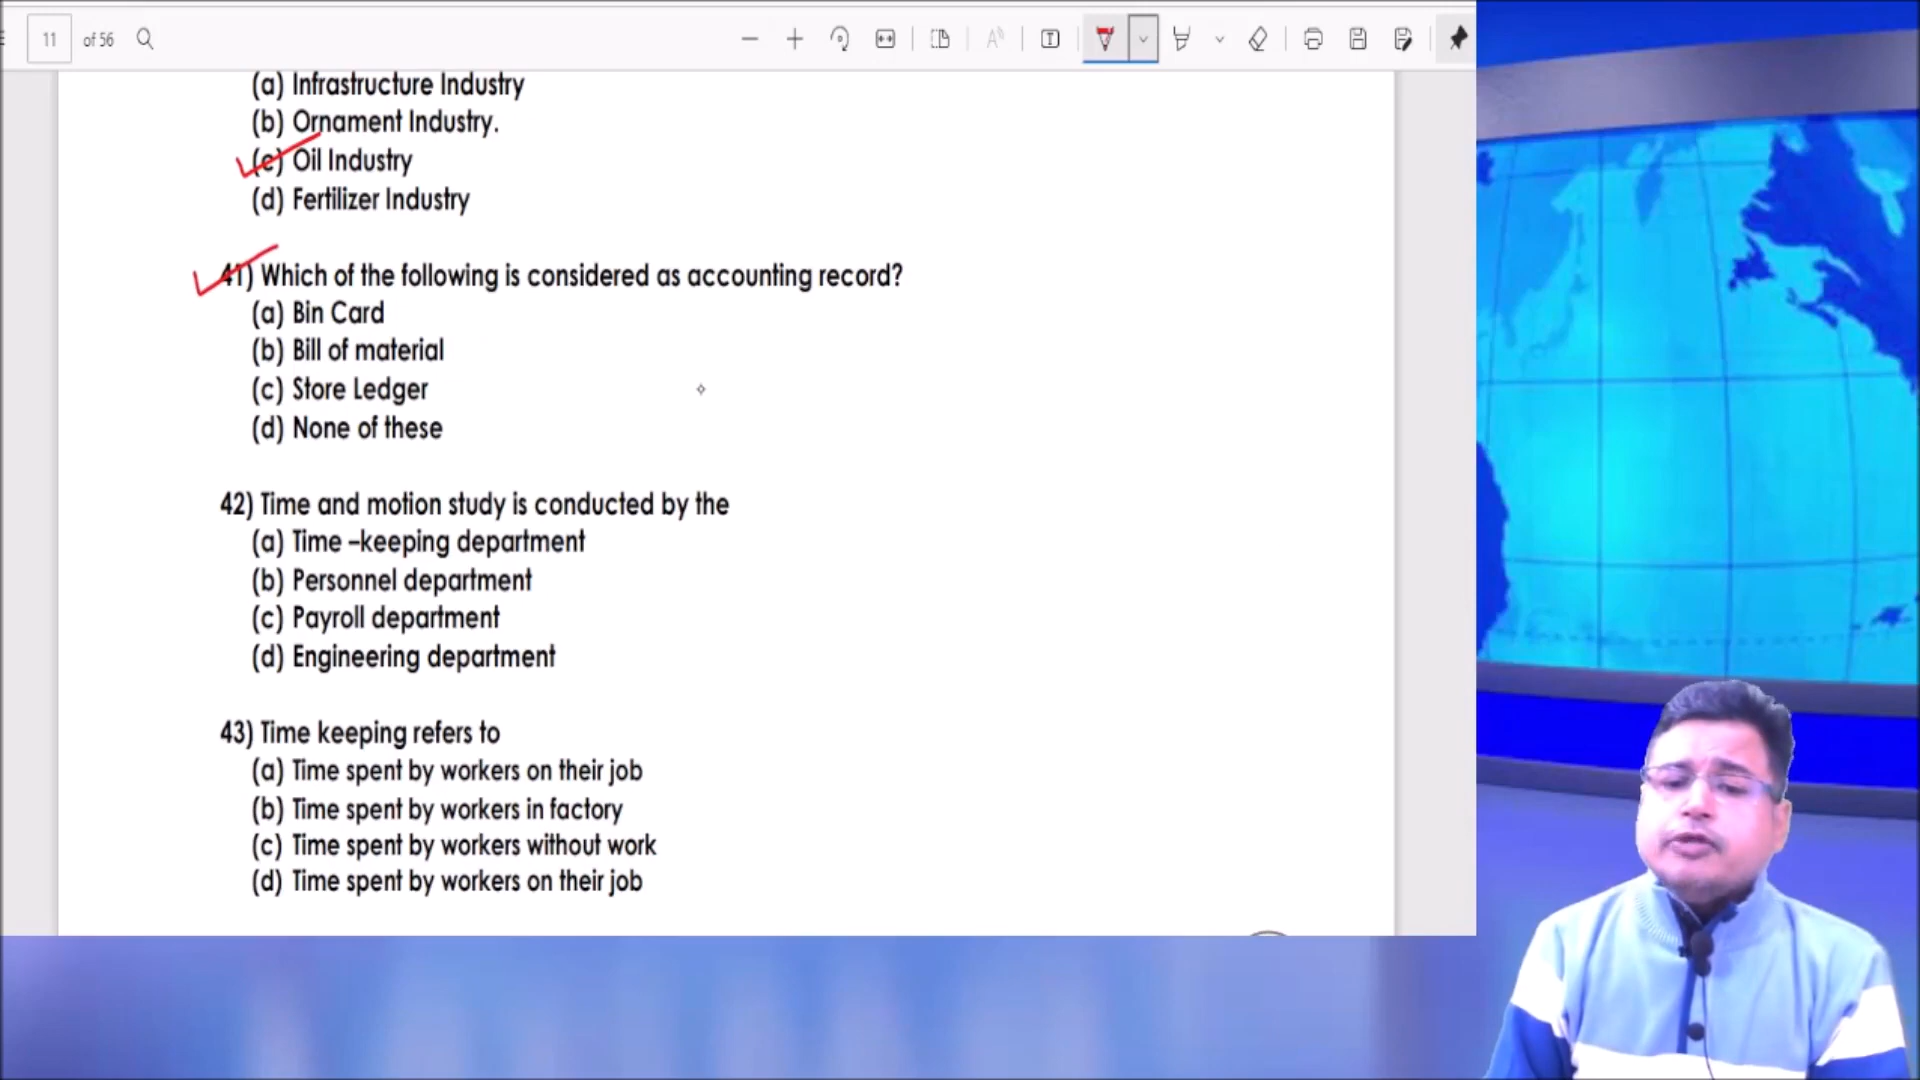 11 of 56
(a) Infrastructure Industry
(b) Ornament Industry.
(c) Oil Industry
(d) Fertilizer Industry
41) Which of the following is considered as accounting record?
(a) Bin Card
(b) Bill of material
(c) Store Ledger
(d) None of these
42) Time and motion study is conducted by the
(a) Time –keeping department
(b) Personnel department
(c) Payroll department
(d) Engineering department
43) Time keeping refers to
(a) Time spent by workers on their job
(b) Time spent by workers in factory
(c) Time spent by workers without work
(d) Time spent by workers on their job